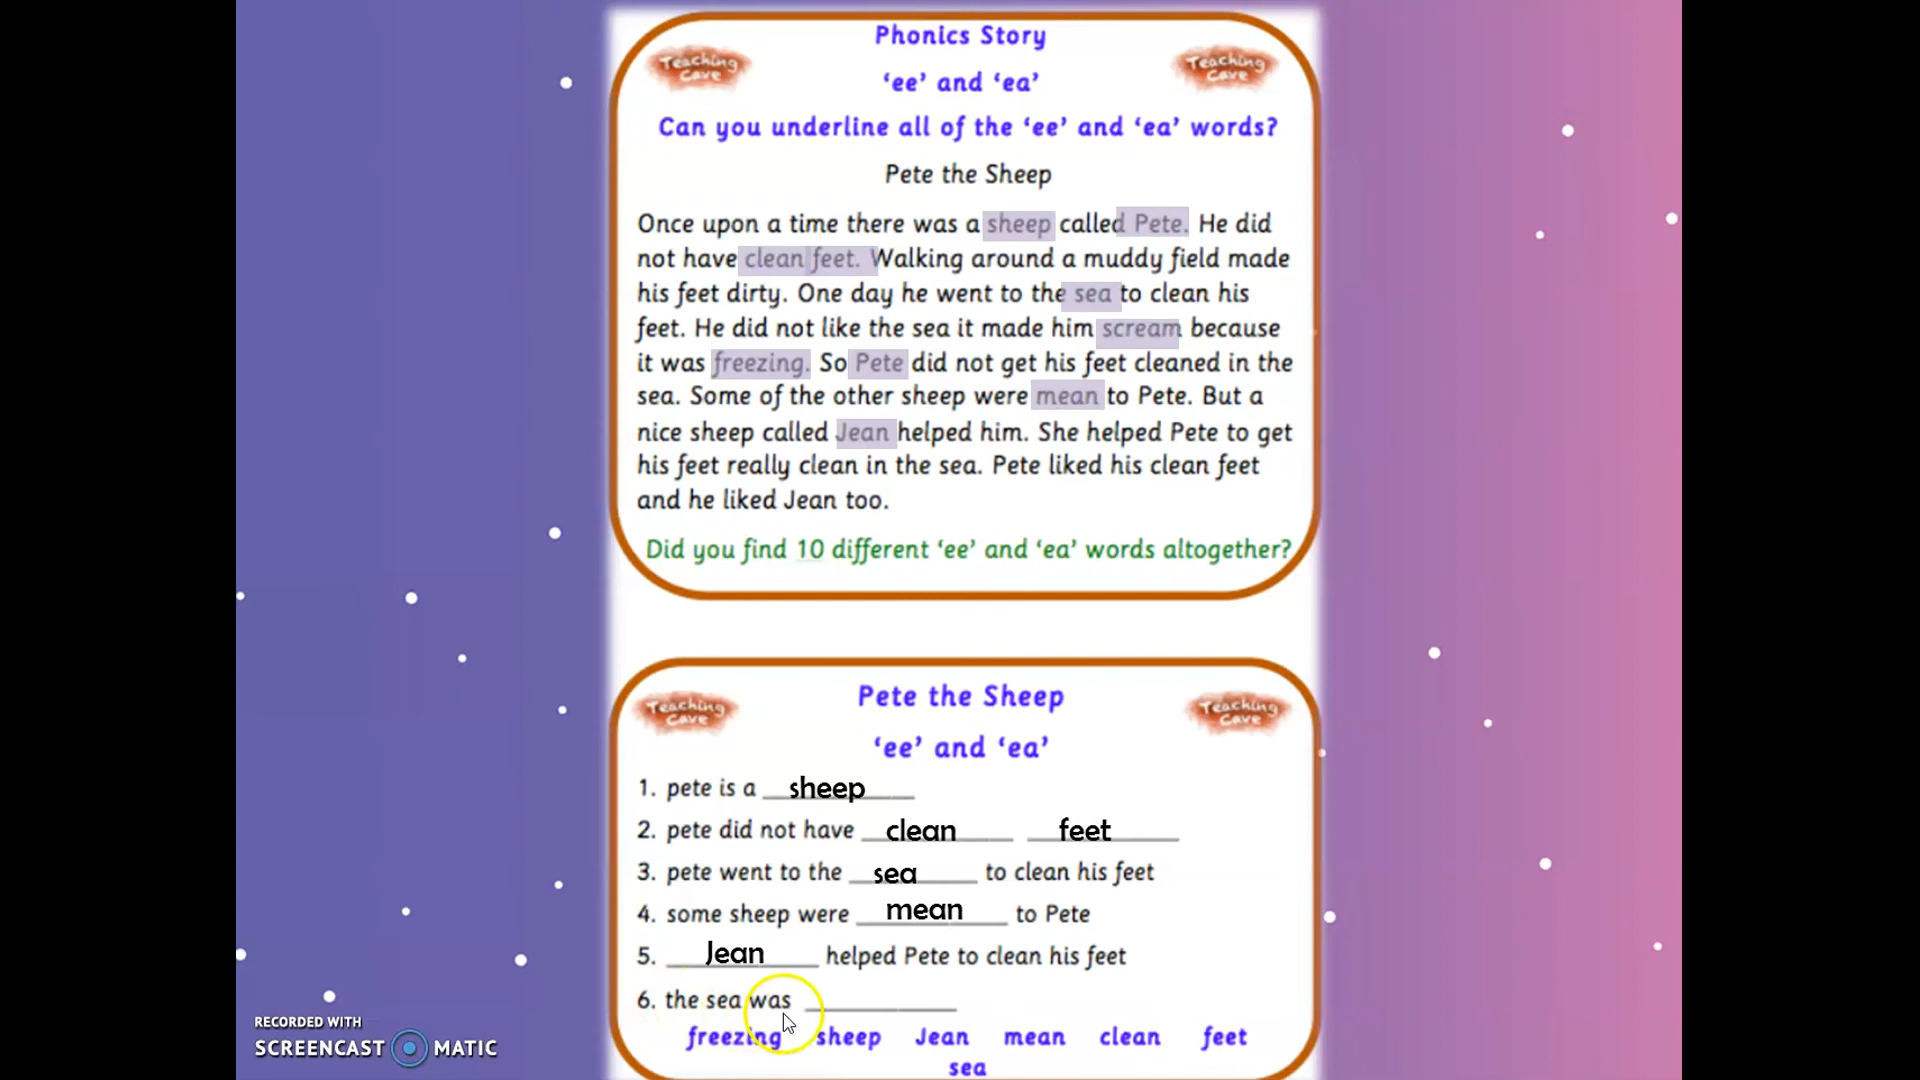 Phonics Story
Teaching Cave
Teaching Cave
‘ee’ and ‘ea’
Can you underline all of the ‘ee’ and ‘ea’ words?
Pete the Sheep
Once upon a time there was a sheep called Pete. He did
not have clean feet. Walking around a muddy field made
his feet dirty. One day he went to the sea to clean his
feet. He did not like the sea it made him scream because
it was freezing. So Pete did not get his feet cleaned in the
sea. Some of the other sheep were mean to Pete. But a
nice sheep called Jean helped him. She helped Pete to get
his feet really clean in the sea. Pete liked his clean feet
and he liked Jean too.
Did you find 10 different ‘ee’ and ‘ea’ words altogether?
Pete the Sheep
Teaching Cave
Teaching Cave
‘ee’ and ‘ea’
1. pete is a sheep
2. pete did not have clean feet
3. pete went to the sea to clean his feet
4. some sheep were mean to Pete
5. Jean helped Pete to clean his feet
6. the sea was ____________
freezing sheep Jean mean clean feet
sea
RECORDED WITH
SCREENCAST MATIC